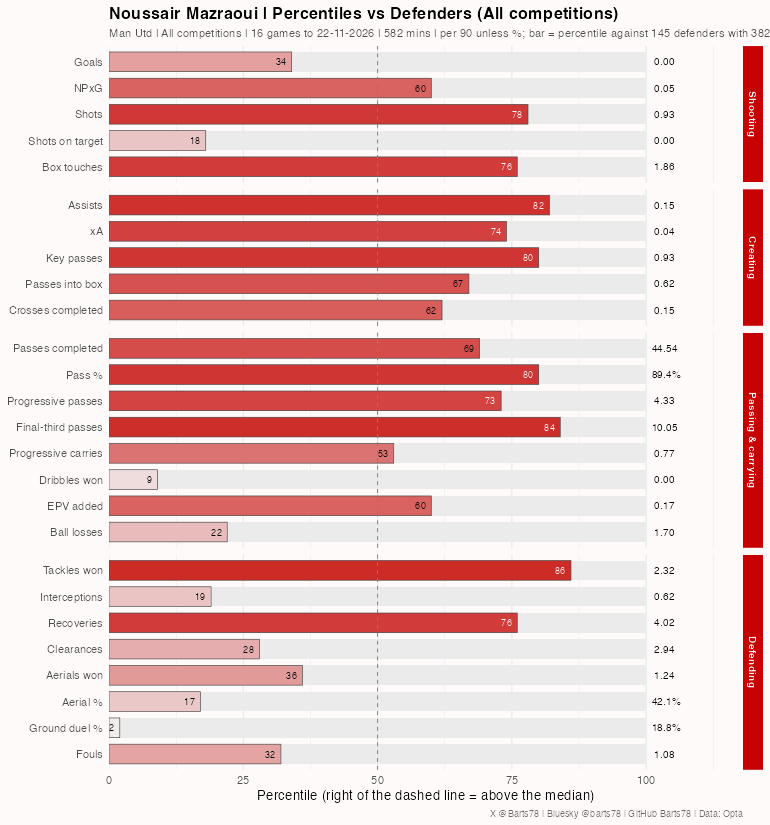 Noussair Mazraoui | Percentiles vs Defenders (All competitions)
Man Utd | All competitions | 16 games to 22-11-2026 | 582 mins | per 90 unless %; bar = percentile against 145 defenders with 382
Goals 34 0.00
NPxG 60 0.05
Shots 78 0.93
Shots on target 18 0.00
Box touches 76 1.86
Shooting
Assists 82 0.15
xA 74 0.04
Key passes 80 0.93
Passes into box 67 0.62
Crosses completed 62 0.15
Creating
Passes completed 69 44.54
Pass % 80 89.4%
Progressive passes 73 4.33
Final-third passes 84 10.05
Progressive carries 53 0.77
Dribbles won 9 0.00
EPV added 60 0.17
Ball losses 22 1.70
Passing & carrying
Tackles won 86 2.32
Interceptions 19 0.62
Recoveries 76 4.02
Clearances 28 2.94
Aerials won 36 1.24
Aerial % 17 42.1%
Ground duel % 2 18.8%
Fouls 32 1.08
Defending
0 25 50 75 100
Percentile (right of the dashed line = above the median)
X @Barts78 | Bluesky @barts78 | GitHub Barts78 | Data: Opta